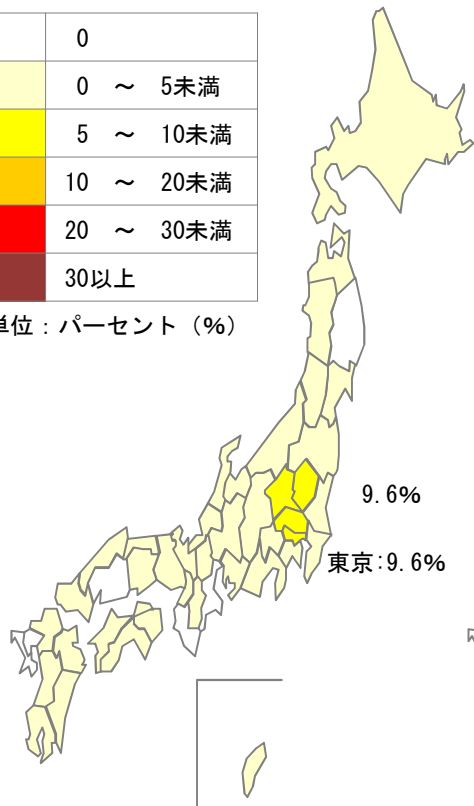 0
0 ～ 5未満
5 ～ 10未満
10 ～ 20未満
20 ～ 30未満
30以上
単位：パーセント（%）
9.6%
東京:9.6%